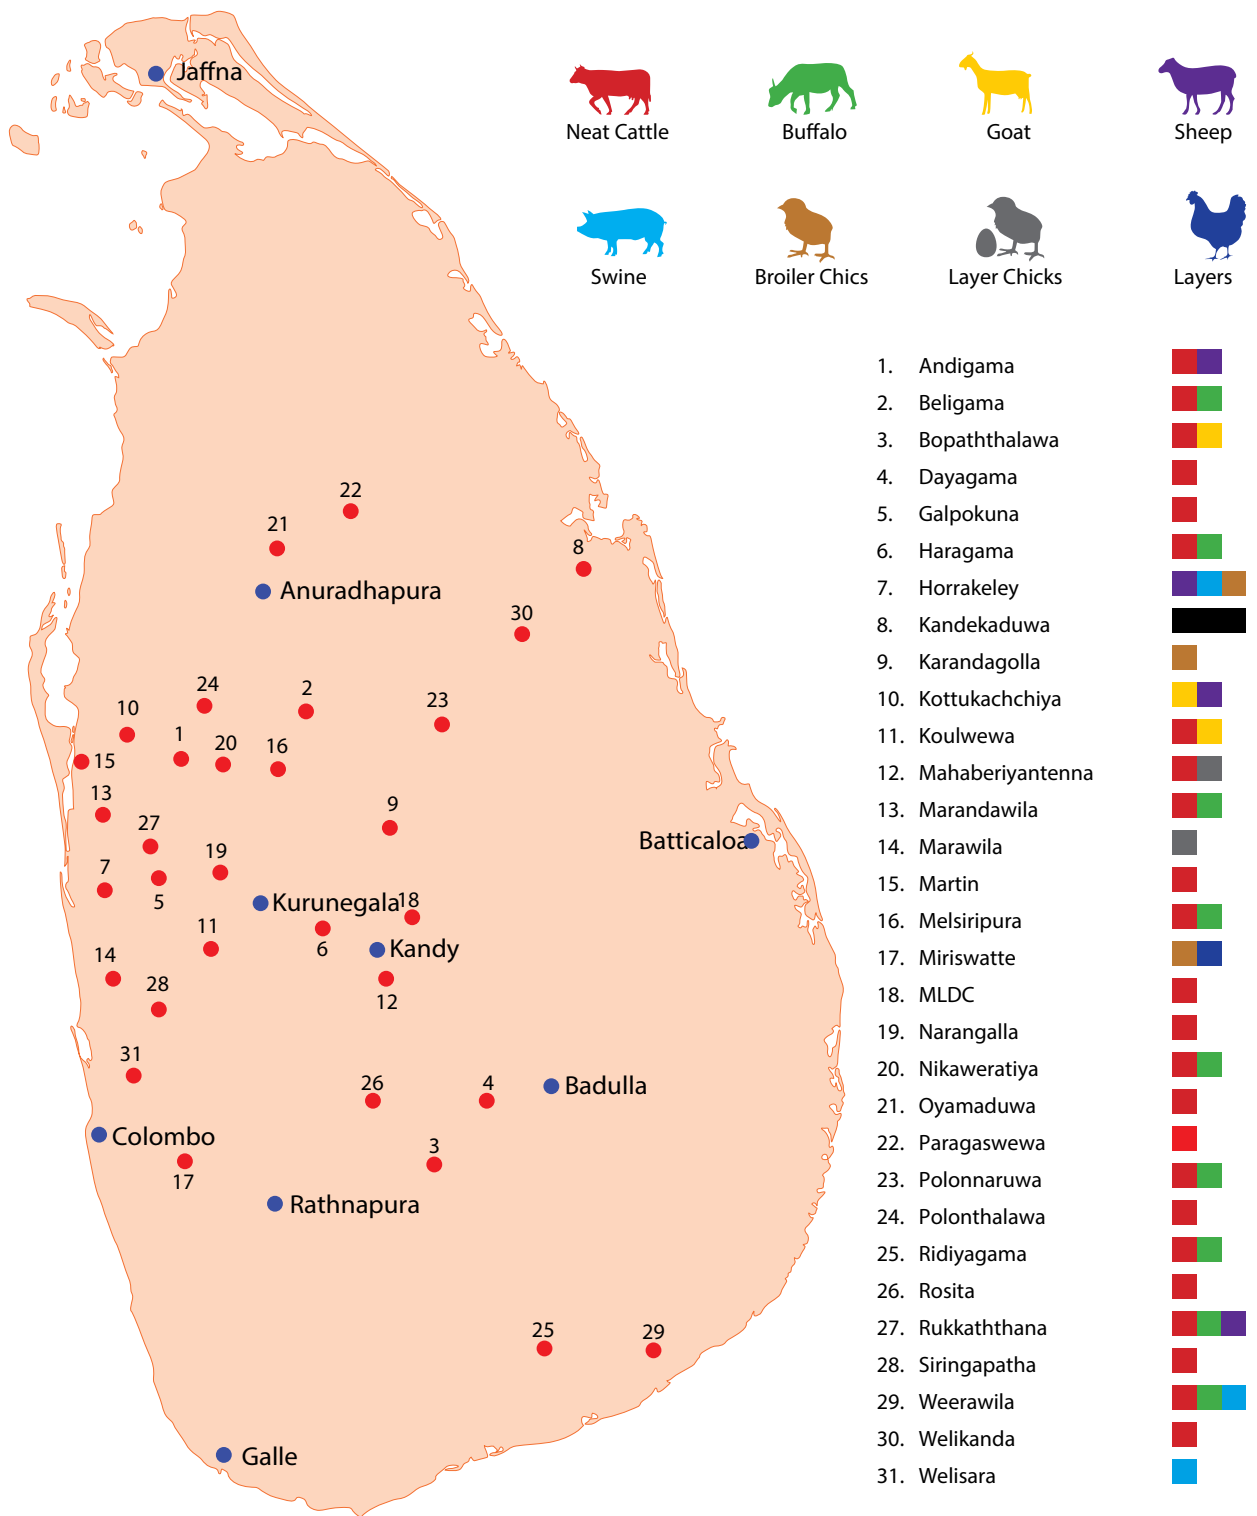 Jaffna
Neat Cattle
Buffalo
Goat
Sheep
Swine
Broiler Chics
Layer Chicks
Layers
1. Andigama
2. Beligama
3. Bopaththalawa
4. Dayagama
5. Galpokuna
6. Haragama
7. Horrakeley
8. Kandekaduwa
9. Karandagolla
10. Kottukachchiya
11. Koulwewa
12. Mahaberiyantenna
13. Marandawila
14. Marawila
15. Martin
16. Melsiripura
17. Miriswatte
18. MLDC
19. Narangalla
20. Nikaweratiya
21. Oyamaduwa
22. Paragaswewa
23. Polonnaruwa
24. Polonthalawa
25. Ridiyagama
26. Rosita
27. Rukkaththana
28. Siringapatha
29. Weerawila
30. Welikanda
31. Welisara
22
21
8
Anuradhapura
30
24
2
23
10
1
20
16
15
13
9
27
Batticaloa
19
7
5
Kurunegala
18
11
6
Kandy
14
28
12
31
26
4
Badulla
Colombo
3
17
Rathnapura
25
29
Galle